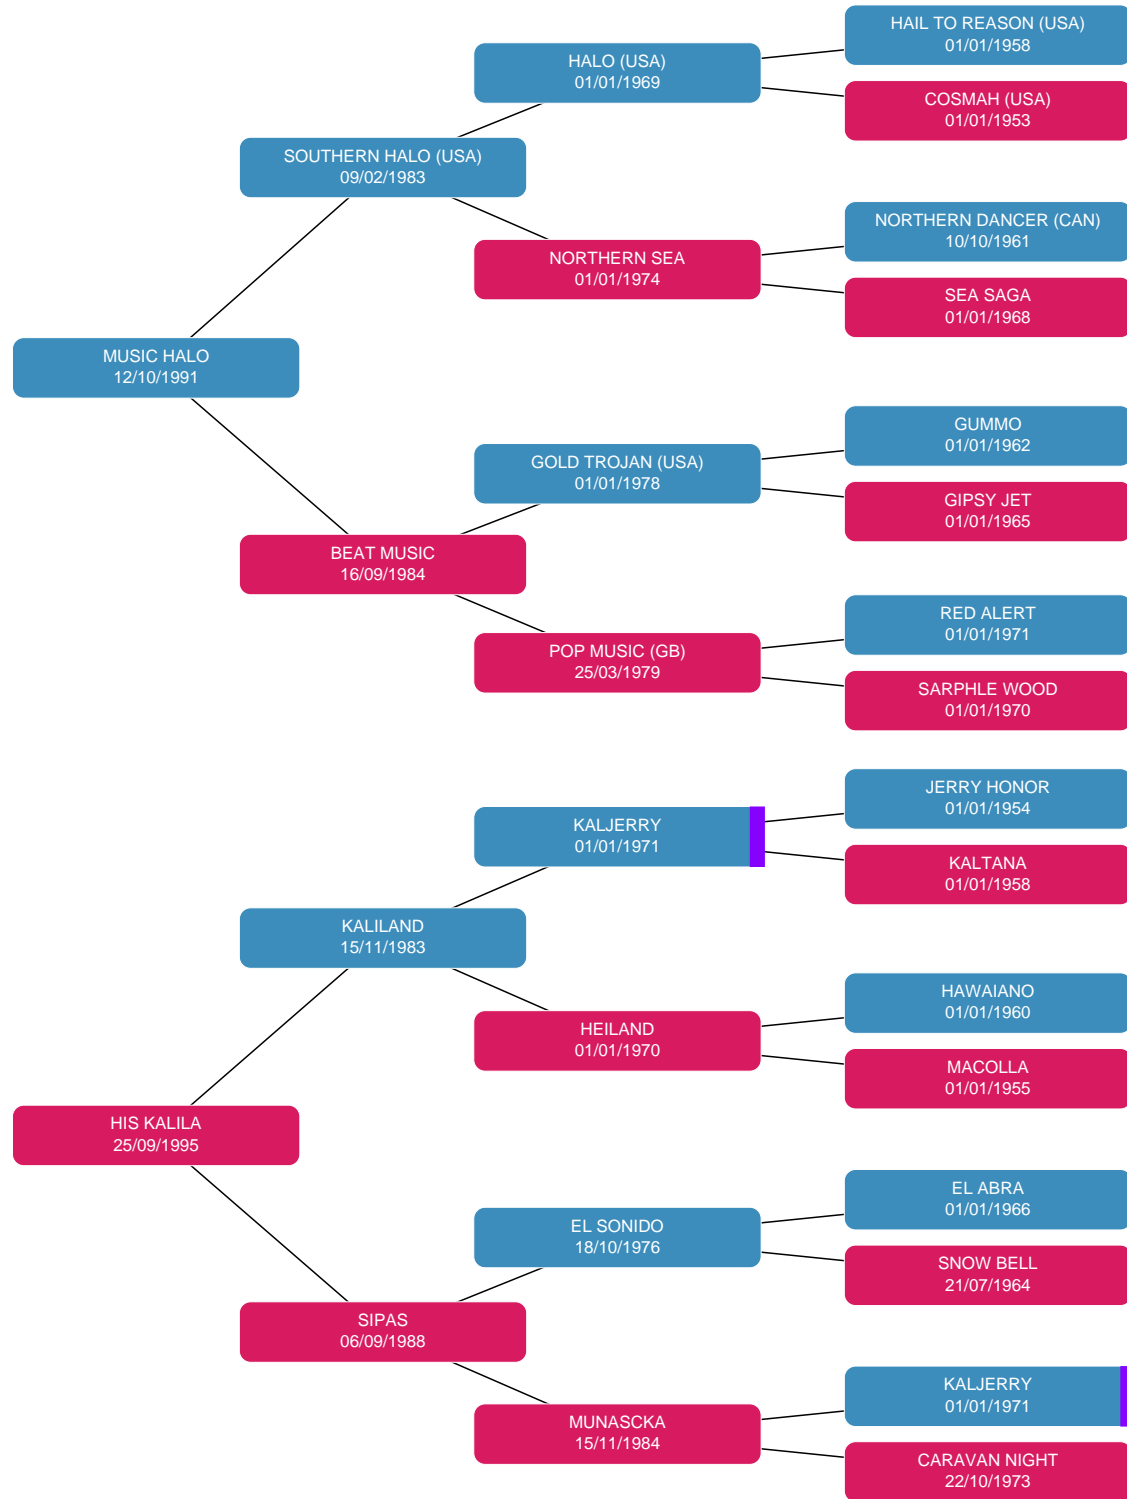 HAIL TO REASON (USA)
01/01/1958
HALO (USA)
01/01/1969
COSMAH (USA)
01/01/1953
SOUTHERN HALO (USA)
09/02/1983
NORTHERN DANCER (CAN)
10/10/1961
NORTHERN SEA
01/01/1974
SEA SAGA
01/01/1968
MUSIC HALO
12/10/1991
GUMMO
01/01/1962
GOLD TROJAN (USA)
01/01/1978
GIPSY JET
01/01/1965
BEAT MUSIC
16/09/1984
RED ALERT
01/01/1971
POP MUSIC (GB)
25/03/1979
SARPHLE WOOD
01/01/1970
JERRY HONOR
01/01/1954
KALJERRY
01/01/1971
KALTANA
01/01/1958
KALILAND
15/11/1983
HAWAIANO
01/01/1960
HEILAND
01/01/1970
MACOLLA
01/01/1955
HIS KALILA
25/09/1995
EL ABRA
01/01/1966
EL SONIDO
18/10/1976
SNOW BELL
21/07/1964
SIPAS
06/09/1988
KALJERRY
01/01/1971
MUNASCKA
15/11/1984
CARAVAN NIGHT
22/10/1973